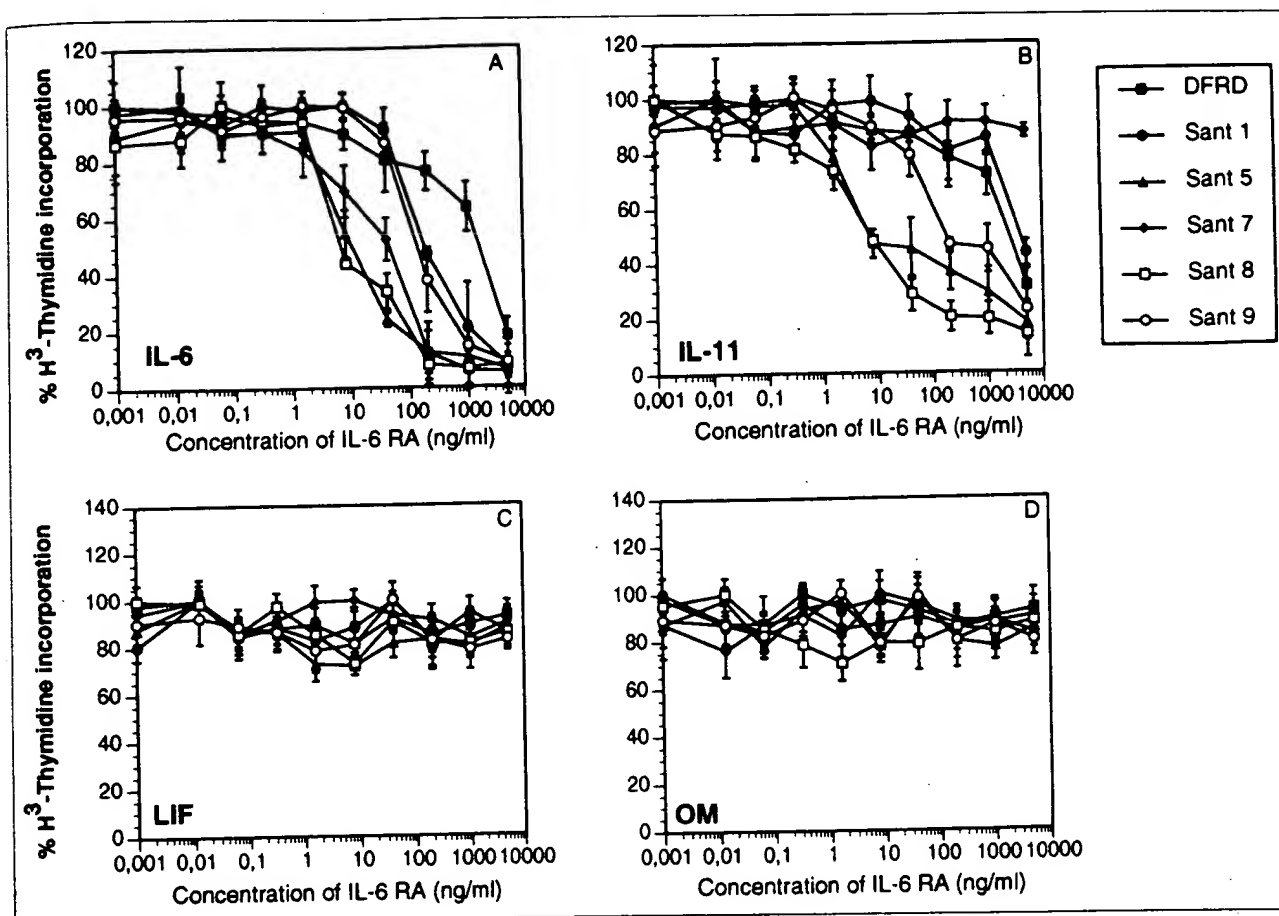 A
120
100
80
60
40
20
0
% H³-Thymidine incorporation
IL-6
0,001 0,01 0,1 1 10 100 10000
Concentration of IL-6 RA (ng/ml)
B
120
100
80
60
40
20
0
IL-11
0,001 0,01 0,1 1 10 100 1000 10000
Concentration of IL-6 RA (ng/ml)
DFRD
Sant 1
Sant 5
Sant 7
Sant 8
Sant 9
C
140
120
100
80
60
40
20
0
% H³-Thymidine incorporation
LIF
0,001 0,01 0,1 1 10 100 1000 10000
Concentration of IL-6 RA (ng/ml)
D
140
120
100
80
60
40
20
0
OM
0,001 0,01 0,1 1 10 100 1000 10000
Concentration of IL-6 RA (ng/ml)